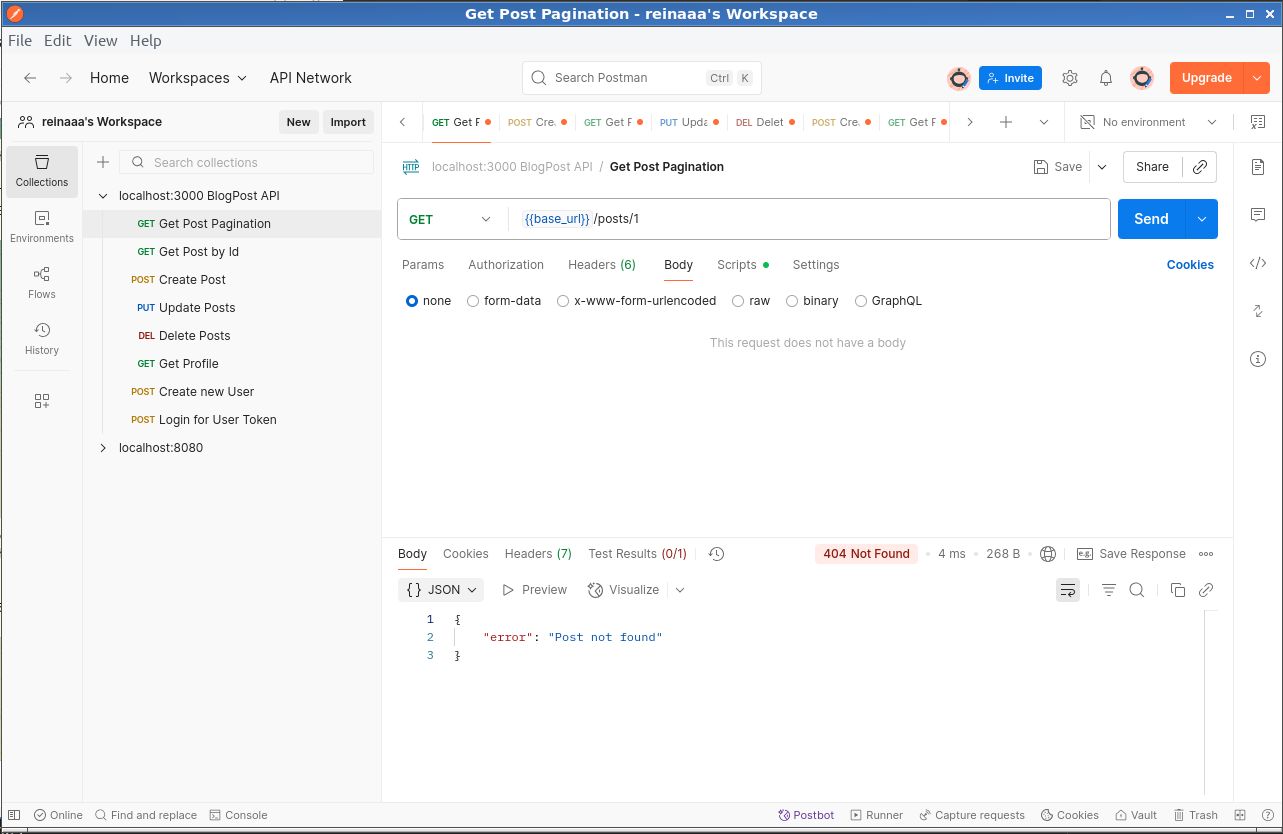 Get Post Pagination - reinaaa's Workspace
File Edit View Help
Home Workspaces API Network
Search Postman Ctrl K
Invite
Upgrade
reinaaa's Workspace New Import
GET Get F POST Cre. GET Get F PUT Upda DEL Delet POST Cre. GET Get F
No environment
Collections
Environments
Flows
History
Search collections
localhost:3000 BlogPost API
GET Get Post Pagination
GET Get Post by Id
POST Create Post
PUT Update Posts
DEL Delete Posts
GET Get Profile
POST Create new User
POST Login for User Token
localhost:8080
HTTP localhost:3000 BlogPost API / Get Post Pagination
Save Share
GET {{base_url}} /posts/1
Send
Params Authorization Headers (6) Body Scripts Settings Cookies
none form-data x-www-form-urlencoded raw binary GraphQL
This request does not have a body
Body Cookies Headers (7) Test Results (0/1)
404 Not Found 4 ms 268 B e.g. Save Response
{} JSON Preview Visualize
1 {
2 "error": "Post not found"
3 }
Online Find and replace Console
Postbot Runner Capture requests Cookies Vault Trash